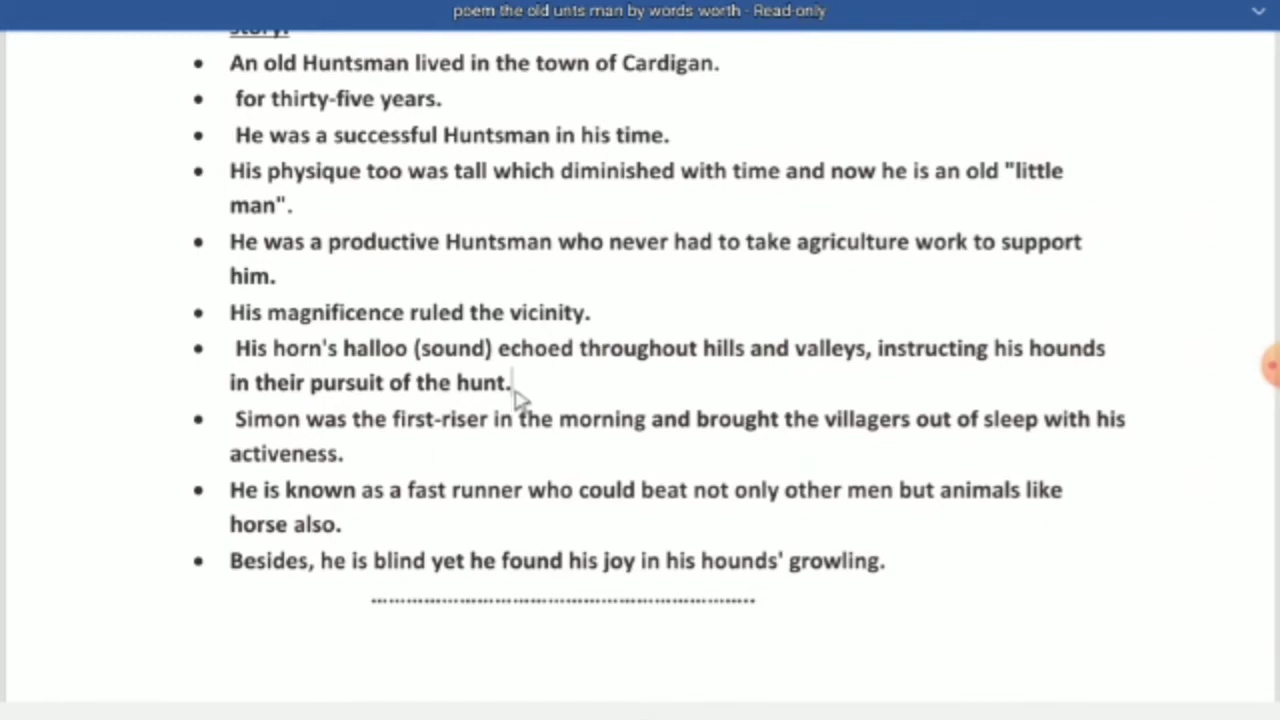 poem the old unts man by words worth - Read-only
story:
• An old Huntsman lived in the town of Cardigan.
• for thirty-five years.
• He was a successful Huntsman in his time.
• His physique too was tall which diminished with time and now he is an old "little
man".
• He was a productive Huntsman who never had to take agriculture work to support
him.
• His magnificence ruled the vicinity.
• His horn's halloo (sound) echoed throughout hills and valleys, instructing his hounds
in their pursuit of the hunt.
• Simon was the first-riser in the morning and brought the villagers out of sleep with his
activeness.
• He is known as a fast runner who could beat not only other men but animals like
horse also.
• Besides, he is blind yet he found his joy in his hounds' growling.